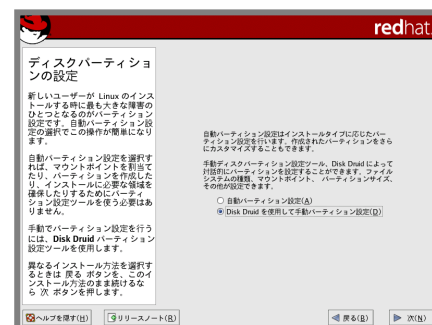 redhat.
ディスクパーティショ
ンの設定
新しいユーザーが Linux のインス
トールする時に最も大きな障害の
ひとつとなるのがパーティション
設定です。自動パーティション設
定の選択でこの操作が簡単になり
ます。
自動パーティション設定を選択す
れば、マウントポイントを割当て
たり、パーティションを作成した
り、インストールに必要な領域を
確保したりするためにパーティ
ション設定ツールを使う必要はあ
りません。
手動でパーティション設定を行う
には、Disk Druid パーティション
設定ツールを使用します。
異なるインストール方法を選択す
るときは 戻る ボタンを、このイ
ンストール方法のまま続けるな
ら 次 ボタンを押します。
自動パーティション設定はインストールタイプに応じたパー
ティション設定を行います。作成されたパーティションをさら
にカスタマイズすることもできます。
手動ディスクパーティション設定ツール、Disk Druid によって
対話的にパーティションを設定することができます。ファイル
システムの種類、マウントポイント、 パーティションサイズ、
その他が設定できます。
自動パーティション設定(A)
Disk Druid を使用して手動パーティション設定(D)
ヘルプを隠す(H)
リリースノート(R)
戻る(B)
次(N)